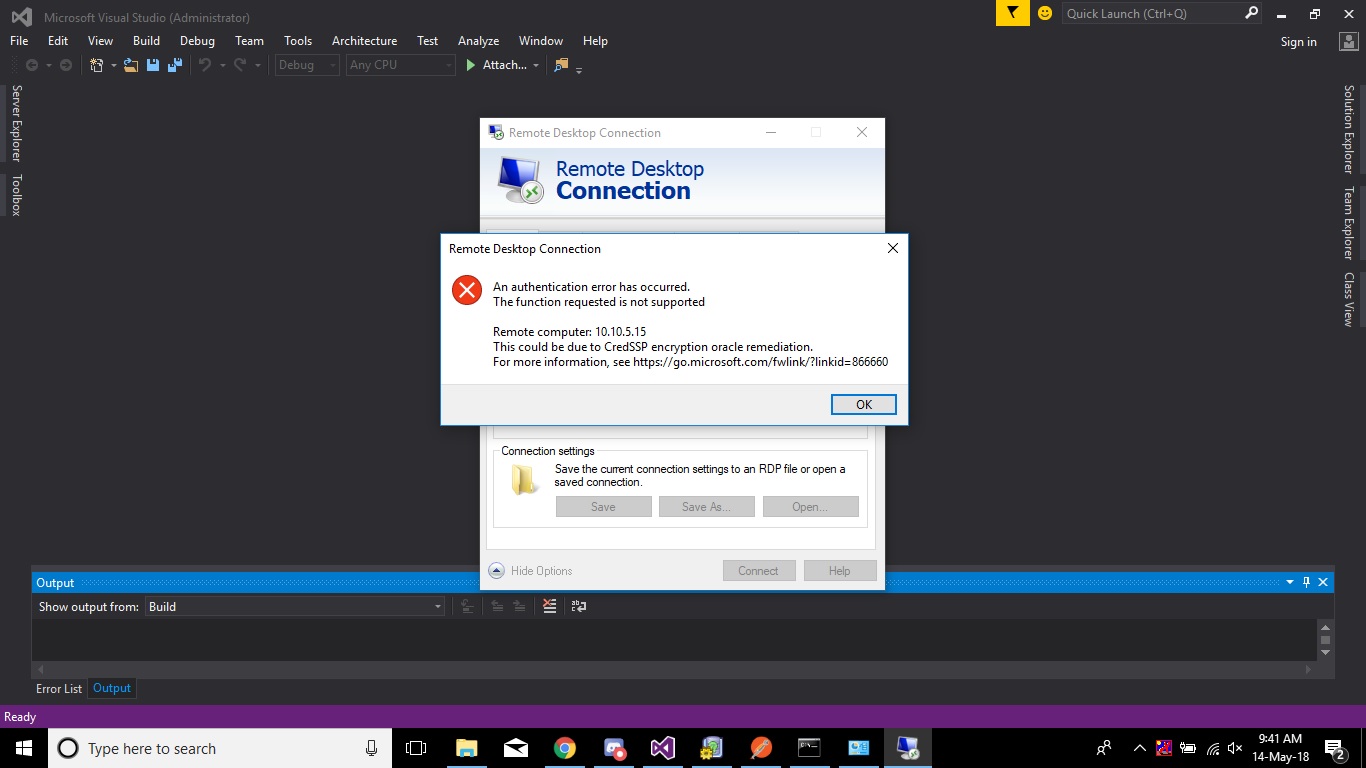 Microsoft Visual Studio (Administrator)
Quick Launch (Ctrl+Q)
File Edit View Build Debug Team Tools Architecture Test Analyze Window Help
Sign in
Debug Any CPU Attach...
Server Explorer
Toolbox
Solution Explorer
Team Explorer
Class View
Remote Desktop Connection
Remote Desktop
Connection
Remote Desktop Connection
An authentication error has occurred.
The function requested is not supported
Remote computer: 10.10.5.15
This could be due to CredSSP encryption oracle remediation.
For more information, see https://go.microsoft.com/fwlink/?linkid=866660
OK
Connection settings
Save the current connection settings to an RDP file or open a
saved connection.
Save Save As... Open...
Hide Options Connect Help
Output
Show output from: Build
Error List Output
Ready
Type here to search
9:41 AM
14-May-18
2